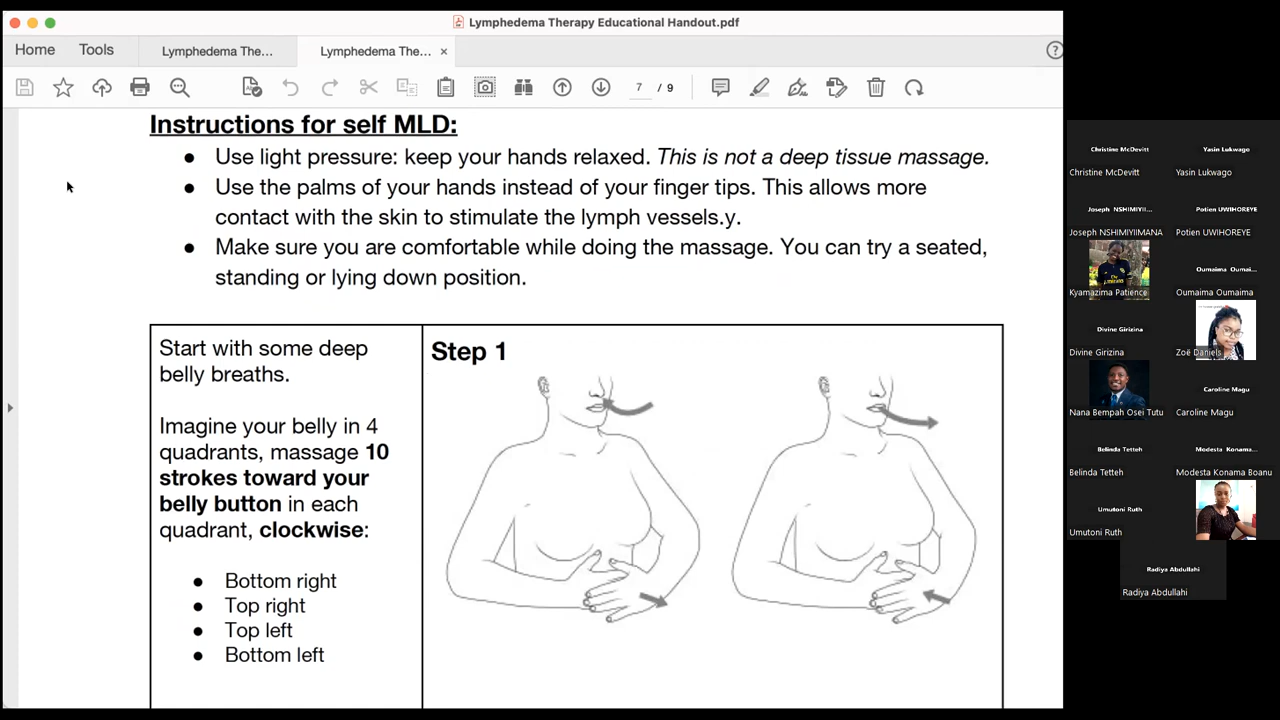 Lymphedema Therapy Educational Handout.pdf
Home
Tools
Lymphedema The...
Lymphedema The...
×
?
7 / 9
Instructions for self MLD:
● Use light pressure: keep your hands relaxed. This is not a deep tissue massage.
● Use the palms of your hands instead of your finger tips. This allows more
contact with the skin to stimulate the lymph vessels.y.
● Make sure you are comfortable while doing the massage. You can try a seated,
standing or lying down position.
Start with some deep
belly breaths.
Imagine your belly in 4
quadrants, massage 10
strokes toward your
belly button in each
quadrant, clockwise:
● Bottom right
● Top right
● Top left
● Bottom left
Step 1
Christine McDevitt
Christine McDevitt
Yasin Lukwago
Yasin Lukwago
Joseph NSHIMIYII...
Joseph NSHIMIYIIMANA
Potien UWIHOREYE
Potien UWIHOREYE
Kyamazima Patience
Oumaima Oumai...
Oumaima Oumaima
Divine Girizina
Divine Girizina
Zoë Daniels
Nana Bempah Osei Tutu
Caroline Magu
Caroline Magu
Belinda Tetteh
Belinda Tetteh
Modesta Konama...
Modesta Konama Boanu
Umutoni Ruth
Umutoni Ruth
Radiya Abdullahi
Radiya Abdullahi